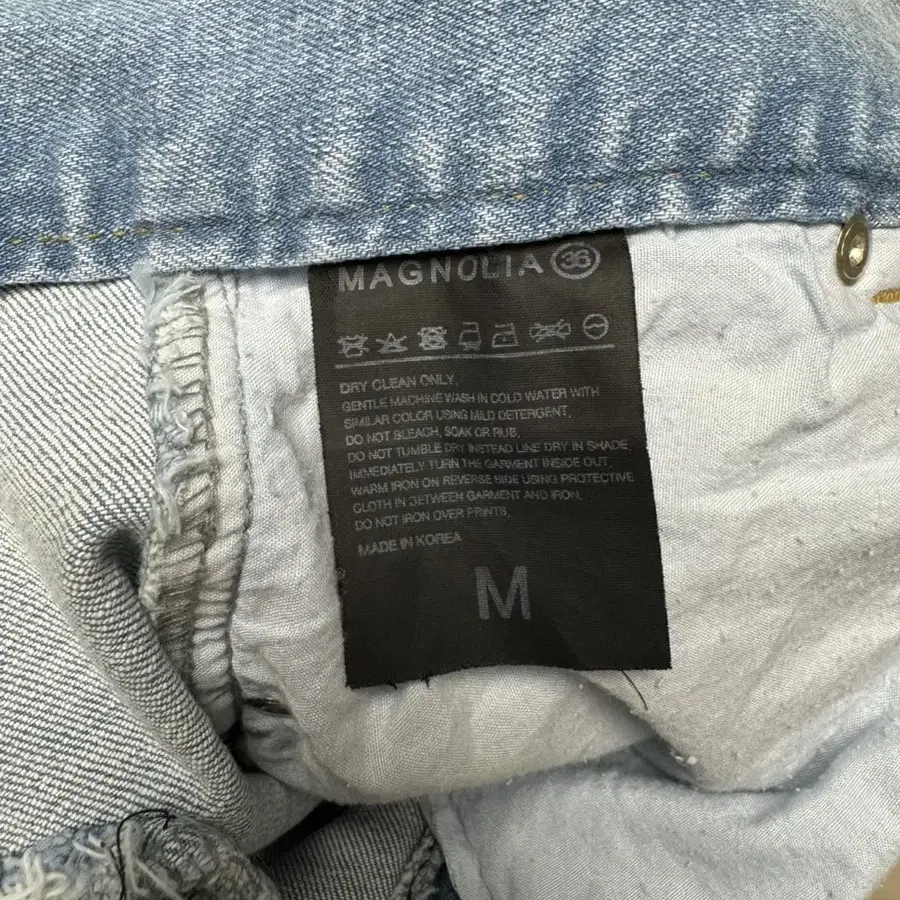 MAGNOLIA 36
DRY CLEAN ONLY.
GENTLE MACHINE WASH IN COLD WATER WITH
SIMILAR COLOR USING MILD DETERGENT.
DO NOT BLEACH, SOAK OR RUB.
DO NOT TUMBLE DRY INSTEAD LINE DRY IN SHADE.
IMMEDIATELY TURN THE GARMENT INSIDE OUT.
WARM IRON ON REVERSE SIDE USING PROTECTIVE
CLOTH IN BETWEEN GARMENT AND IRON.
DO NOT IRON OVER PRINTS.
MADE IN KOREA
M